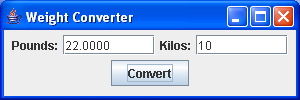 Weight Converter
Pounds: 22.0000 Kilos: 10
Convert